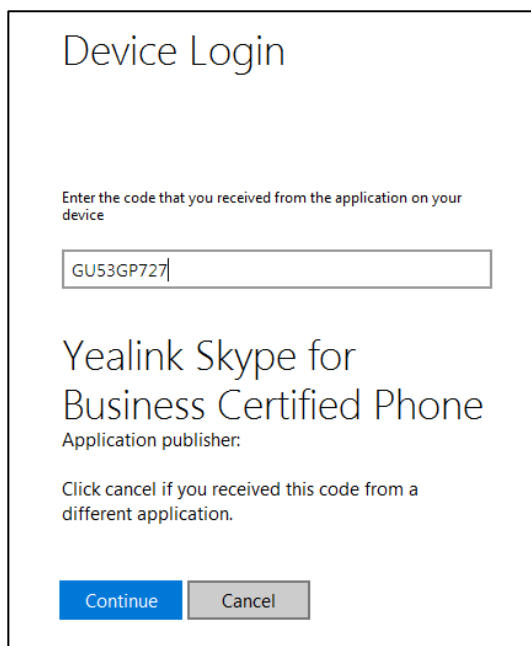 Device Login
Enter the code that you received from the application on your
device
GU53GP727
Yealink Skype for
Business Certified Phone
Application publisher:
Click cancel if you received this code from a
different application.
Continue
Cancel